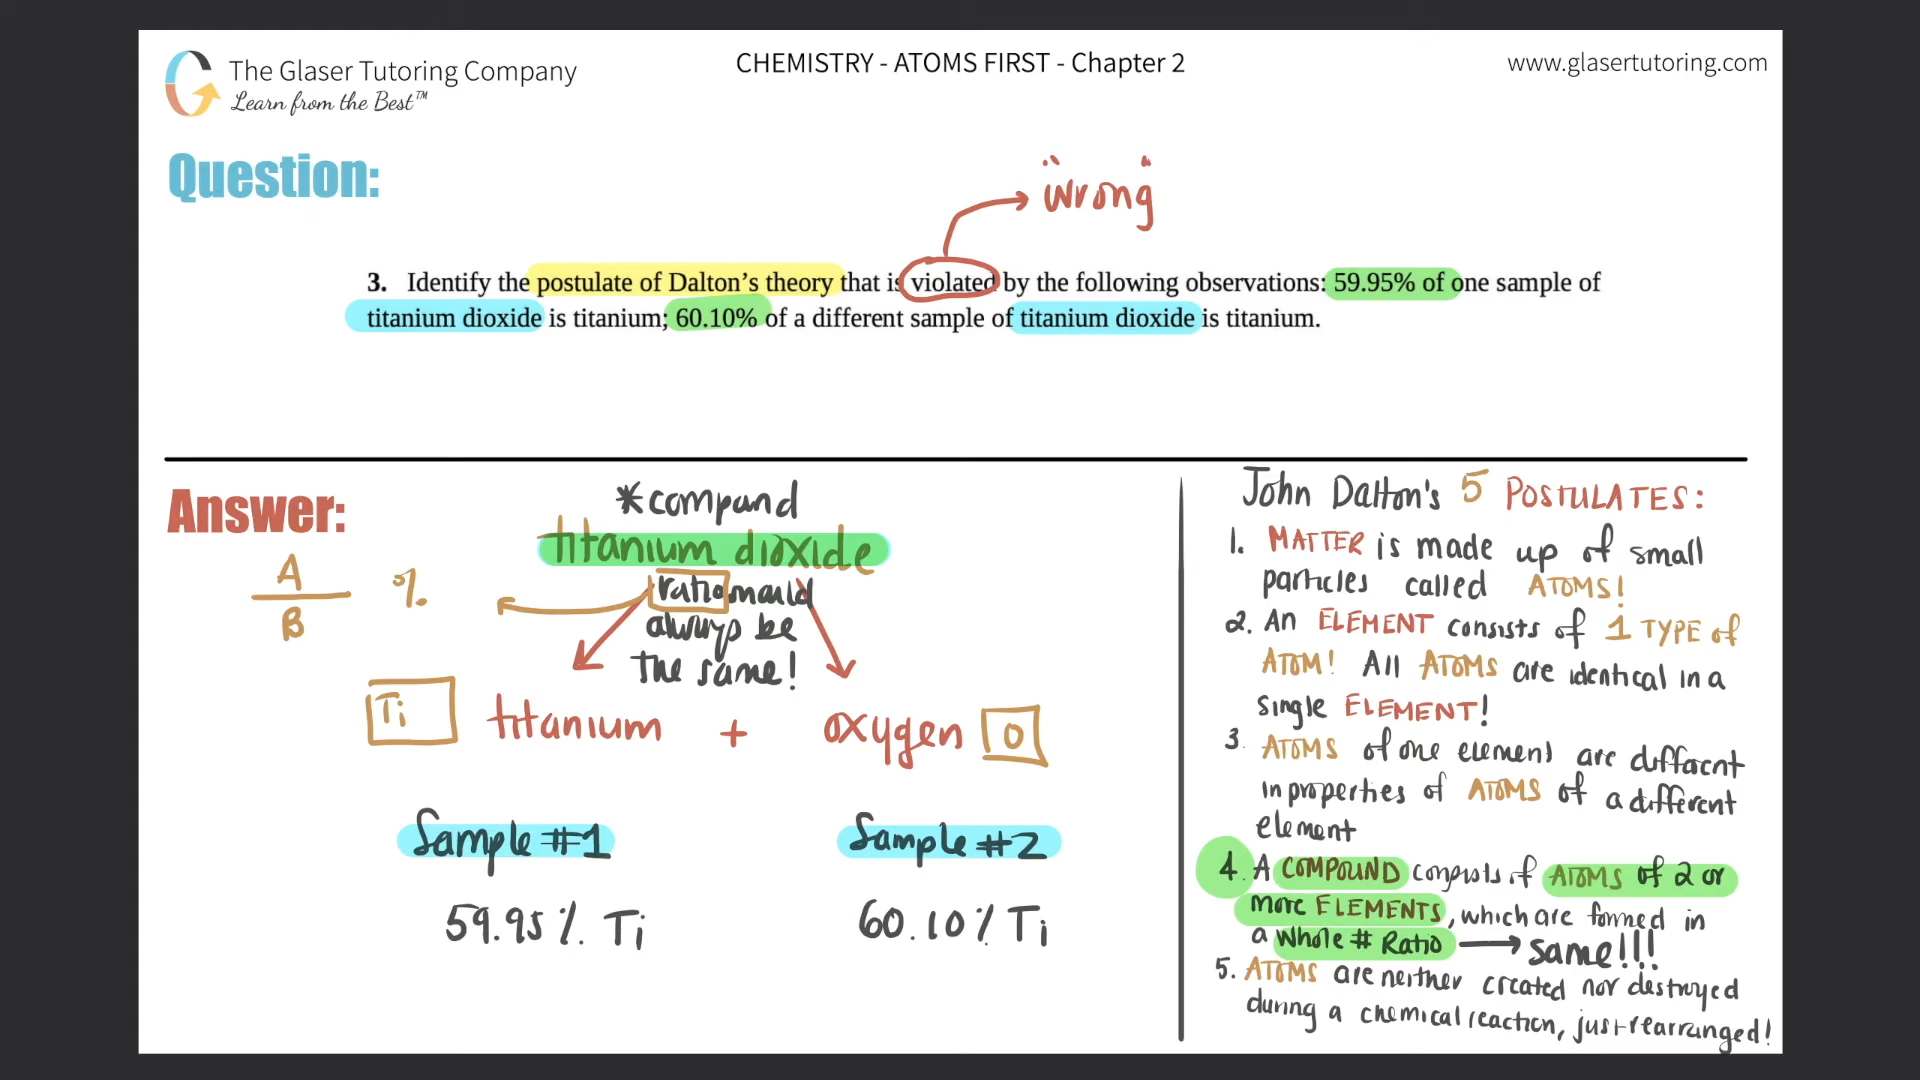 The Glaser Tutoring Company
Learn from the Best™
CHEMISTRY - ATOMS FIRST - Chapter 2
www.glasertutoring.com
Question:
"wrong"
3. Identify the postulate of Dalton's theory that is violated by the following observations: 59.95% of one sample of
titanium dioxide is titanium; 60.10% of a different sample of titanium dioxide is titanium.
Answer:
*compound
titanium dioxide
A
B
%
ratio
always be
the same!
Ti
titanium + oxygen
O
Sample #1
59.95% Ti
Sample #2
60.10% Ti
John Dalton's 5 POSTULATES:
1. MATTER is made up of small
particles called ATOMS!
2. An ELEMENT consists of 1 TYPE of
ATOM! All ATOMS are identical in a
single ELEMENT!
3. ATOMS of one element are different
in properties of ATOMS of a different
element
4. A COMPOUND consists of ATOMS of 2 or
more ELEMENTS, which are formed in
a whole # Ratio → same!!!
5. ATOMS are neither created nor destroyed
during a chemical reaction, just rearranged!